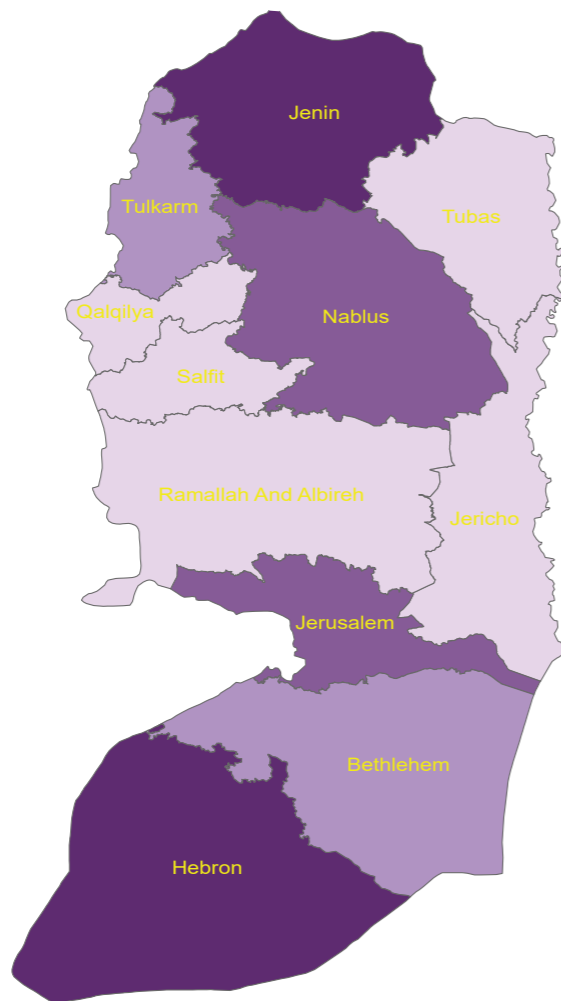 Jenin
Tulkarm
Tubas
Qalqilya
Nablus
Salfit
Ramallah And Albireh
Jericho
Jerusalem
Bethlehem
Hebron